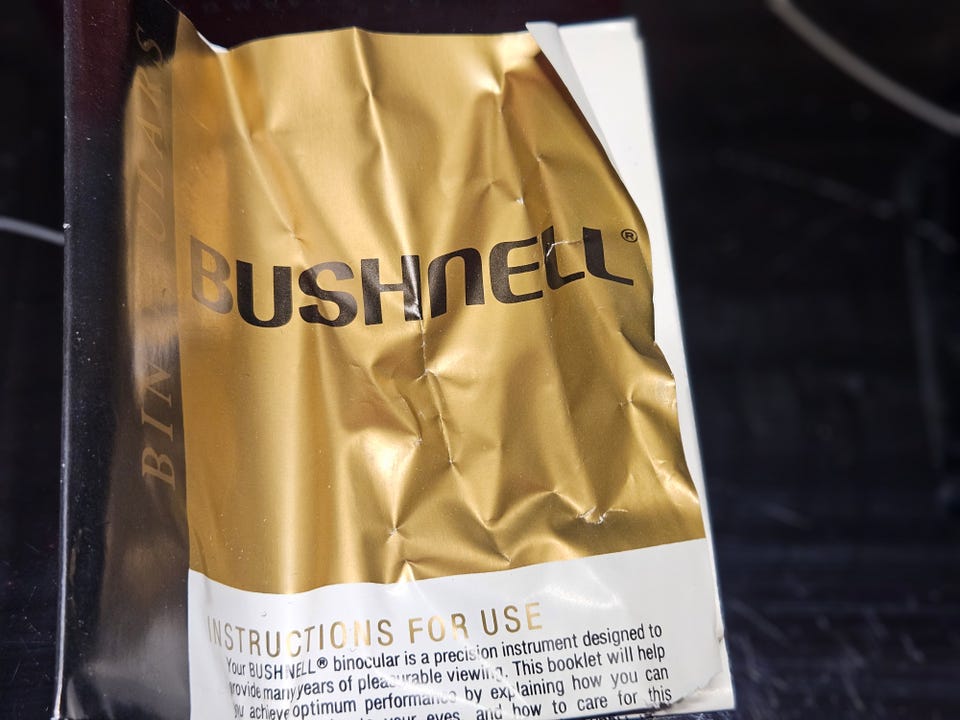 BINOCULARS
BUSHNELL®
INSTRUCTIONS FOR USE
Your BUSHNELL® binocular is a precision instrument designed to
provide many years of pleasurable viewing. This booklet will help
you achieve optimum performance by explaining how you can
your eyes, and how to care for this